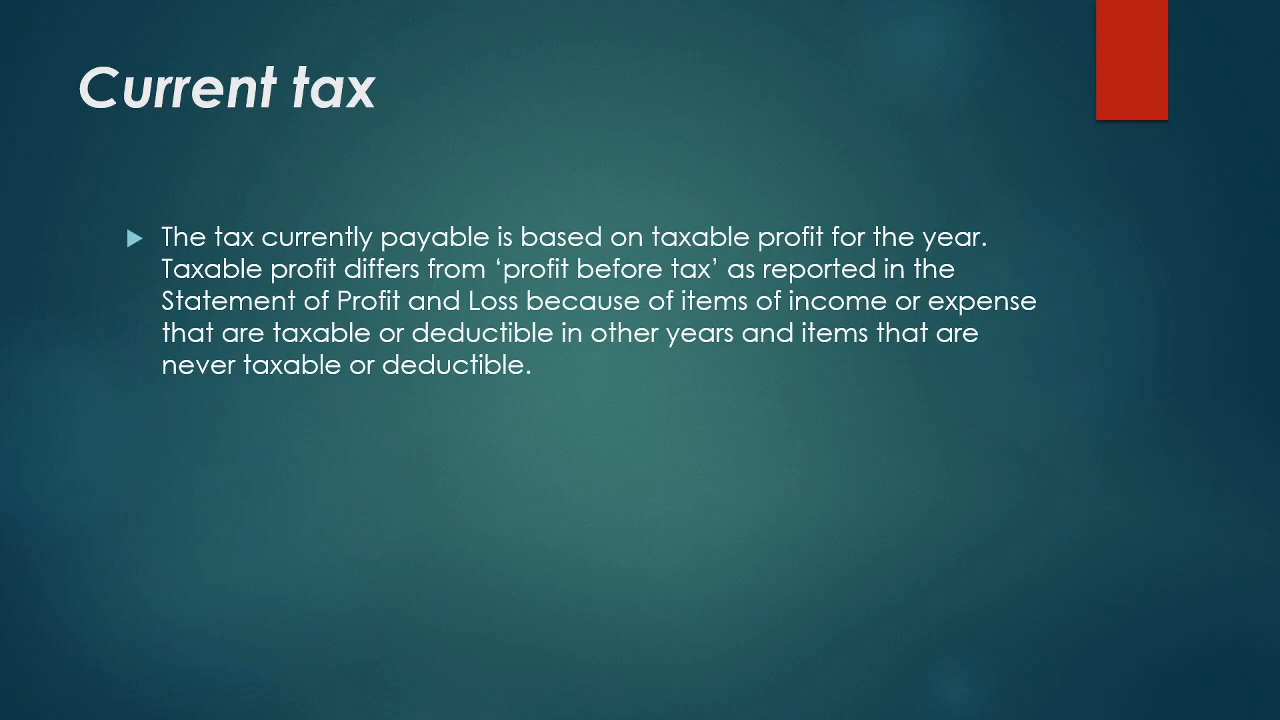 Current tax
The tax currently payable is based on taxable profit for the year.
Taxable profit differs from ‘profit before tax’ as reported in the
Statement of Profit and Loss because of items of income or expense
that are taxable or deductible in other years and items that are
never taxable or deductible.